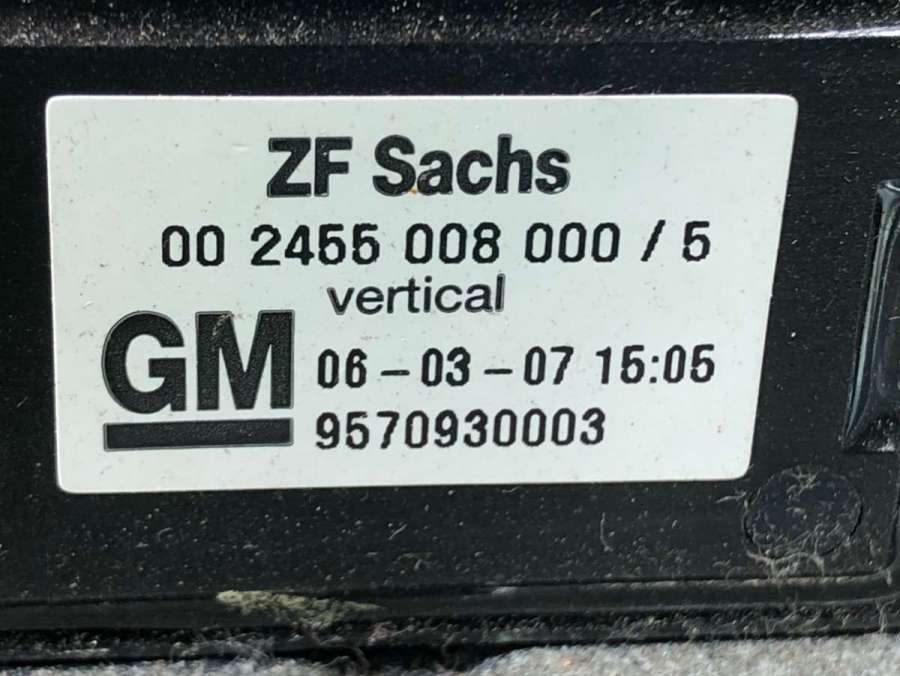 ZF Sachs
00 2455 008 000 / 5
vertical
GM
06 - 03 - 07 15:05
9570930003